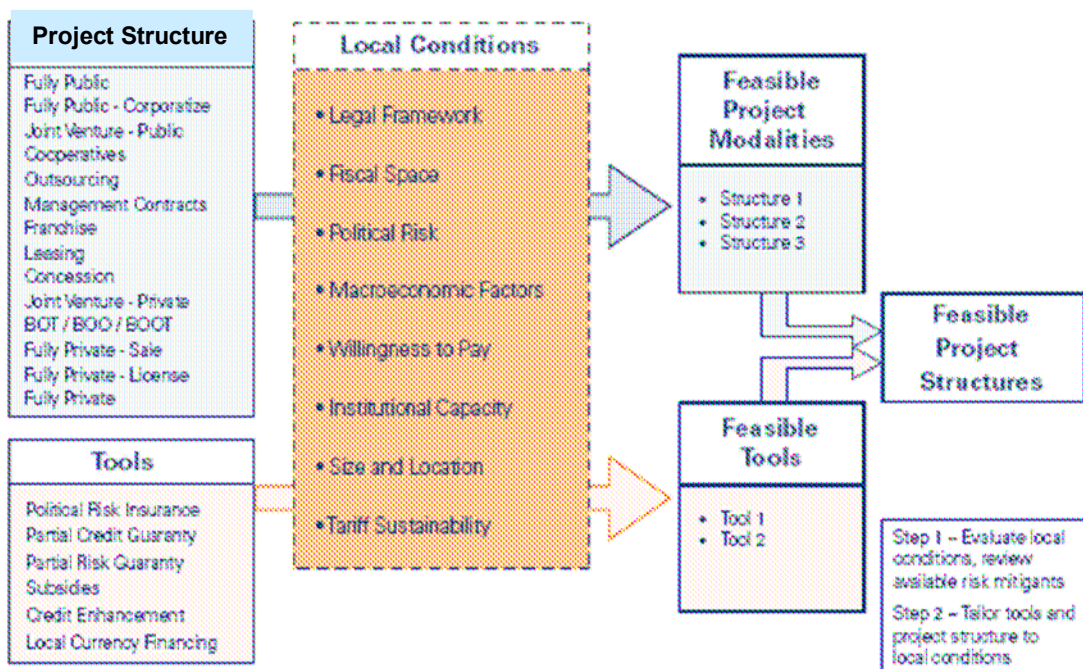 Project Structure
Fully Public
Fully Public - Corporatize
Joint Venture - Public
Cooperatives
Outsourcing
Management Contracts
Franchise
Leasing
Concession
Joint Venture - Private
BOT / BOO / BOOT
Fully Private - Sale
Fully Private - License
Fully Private
Tools
Political Risk Insurance
Partial Credit Guaranty
Partial Risk Guaranty
Subsidies
Credit Enhancement
Local Currency Financing
Local Conditions
• Legal Framework
• Fiscal Space
• Political Risk
• Macroeconomic Factors
• Willingness to Pay
• Institutional Capacity
• Size and Location
• Tariff Sustainability
Feasible
Project
Modalities
• Structure 1
• Structure 2
• Structure 3
Feasible
Tools
• Tool 1
• Tool 2
Feasible
Project
Structures
Step 1 – Evaluate local
conditions, review
available risk mitigants
Step 2 – Tailor tools and
project structure to
local conditions